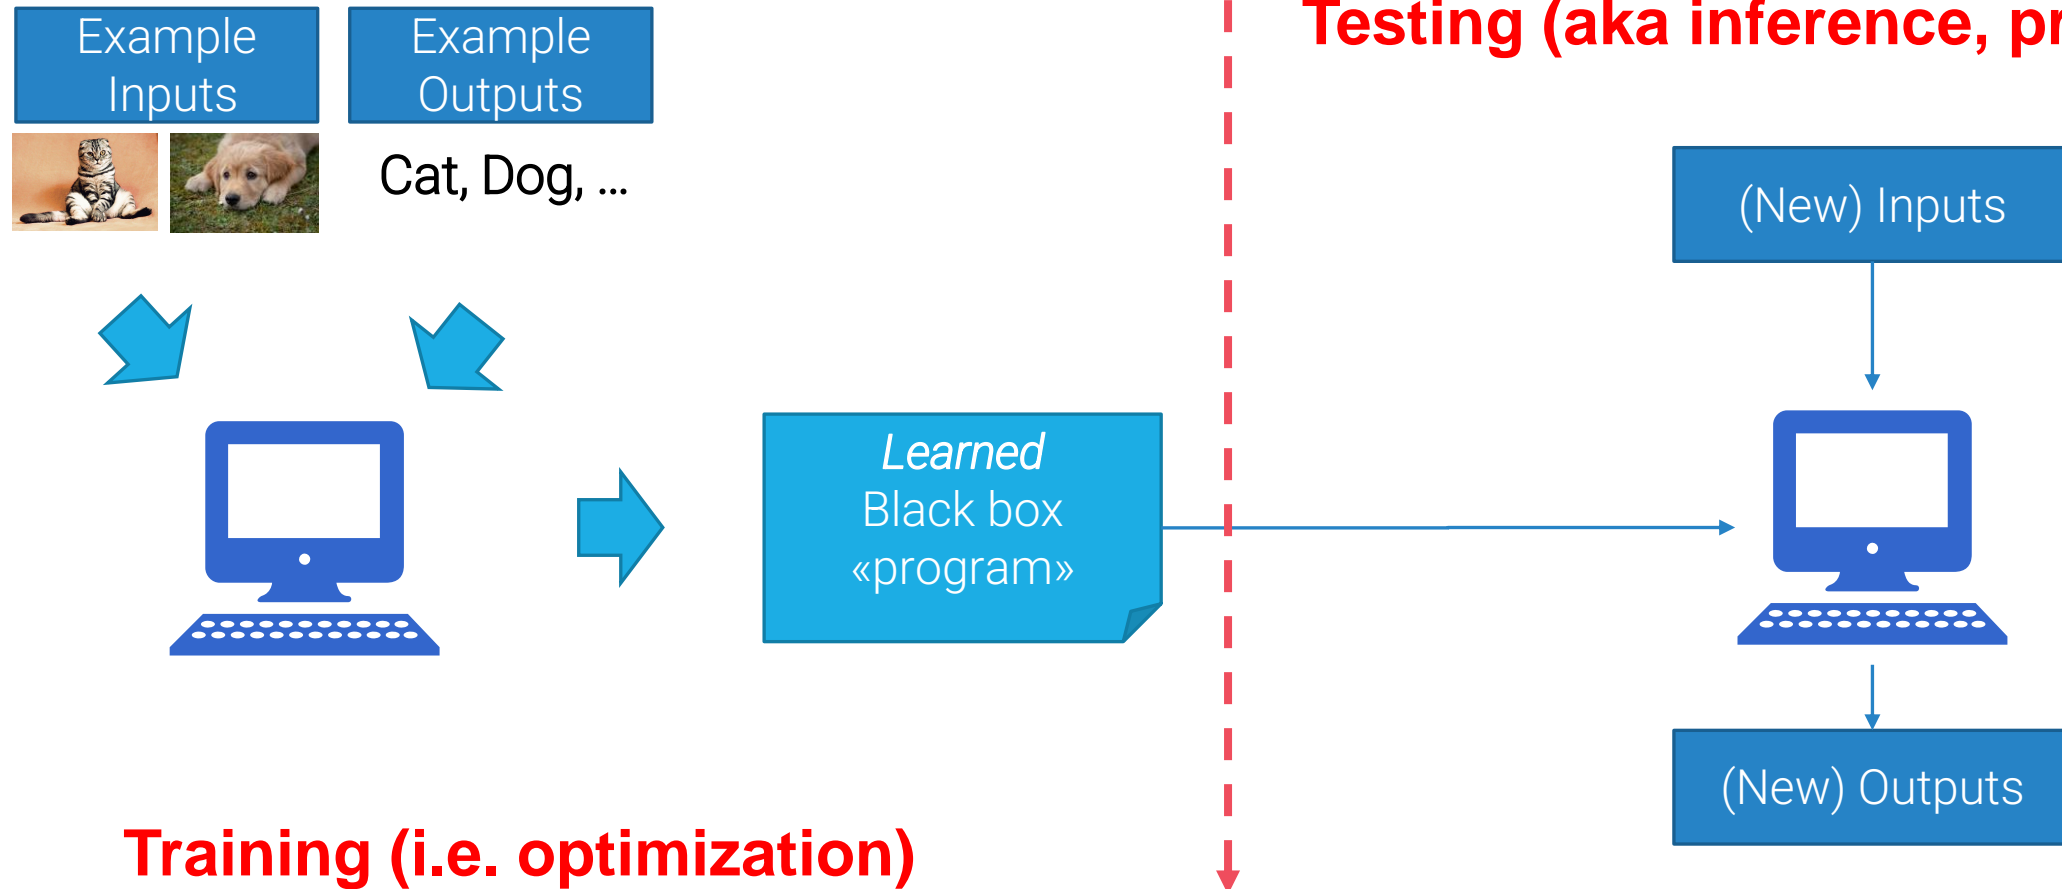 Example
Inputs
Example
Outputs
Cat, Dog, ...
Learned
Black box
«program»
Training (i.e. optimization)
Testing (aka inference,
(New) Inputs
(New) Outputs